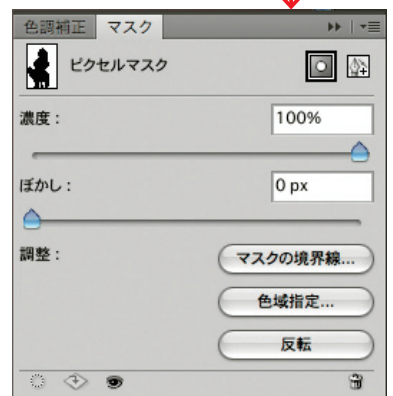 色調補正 マスク
ピクセルマスク
濃度： 100%
ぼかし： 0 px
調整： マスクの境界線...
色域指定...
反転